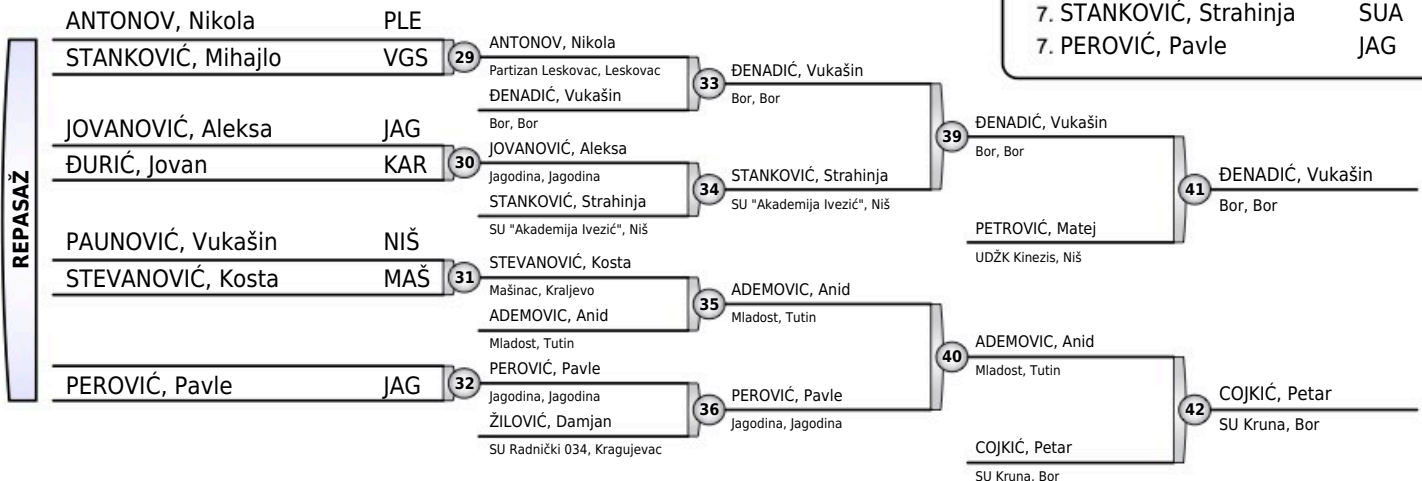 7. STANKOVIĆ, Strahinja SUA
7. PEROVIĆ, Pavle JAG
REPASAŽ
ANTONOV, Nikola PLE
STANKOVIĆ, Mihajlo VGS
29
JOVANOVIĆ, Aleksa JAG
ĐURIĆ, Jovan KAR
30
PAUNOVIĆ, Vukašin NIŠ
STEVANOVIĆ, Kosta MAŠ
31
PEROVIĆ, Pavle JAG
32
ANTONOV, Nikola
Partizan Leskovac, Leskovac
ĐENADIĆ, Vukašin
Bor, Bor
33
JOVANOVIĆ, Aleksa
Jagodina, Jagodina
STANKOVIĆ, Strahinja
SU "Akademija Ivezić", Niš
34
STEVANOVIĆ, Kosta
Mašinac, Kraljevo
ADEMOVIC, Anid
Mladost, Tutin
35
PEROVIĆ, Pavle
Jagodina, Jagodina
ŽILOVIĆ, Damjan
SU Radnički 034, Kragujevac
36
ĐENADIĆ, Vukašin
Bor, Bor
STANKOVIĆ, Strahinja
SU "Akademija Ivezić", Niš
39
ADEMOVIC, Anid
Mladost, Tutin
PEROVIĆ, Pavle
Jagodina, Jagodina
40
ĐENADIĆ, Vukašin
Bor, Bor
PETROVIĆ, Matej
UDŽK Kinezis, Niš
41
ADEMOVIC, Anid
Mladost, Tutin
COJKIĆ, Petar
SU Kruna, Bor
42
ĐENADIĆ, Vukašin
Bor, Bor
COJKIĆ, Petar
SU Kruna, Bor